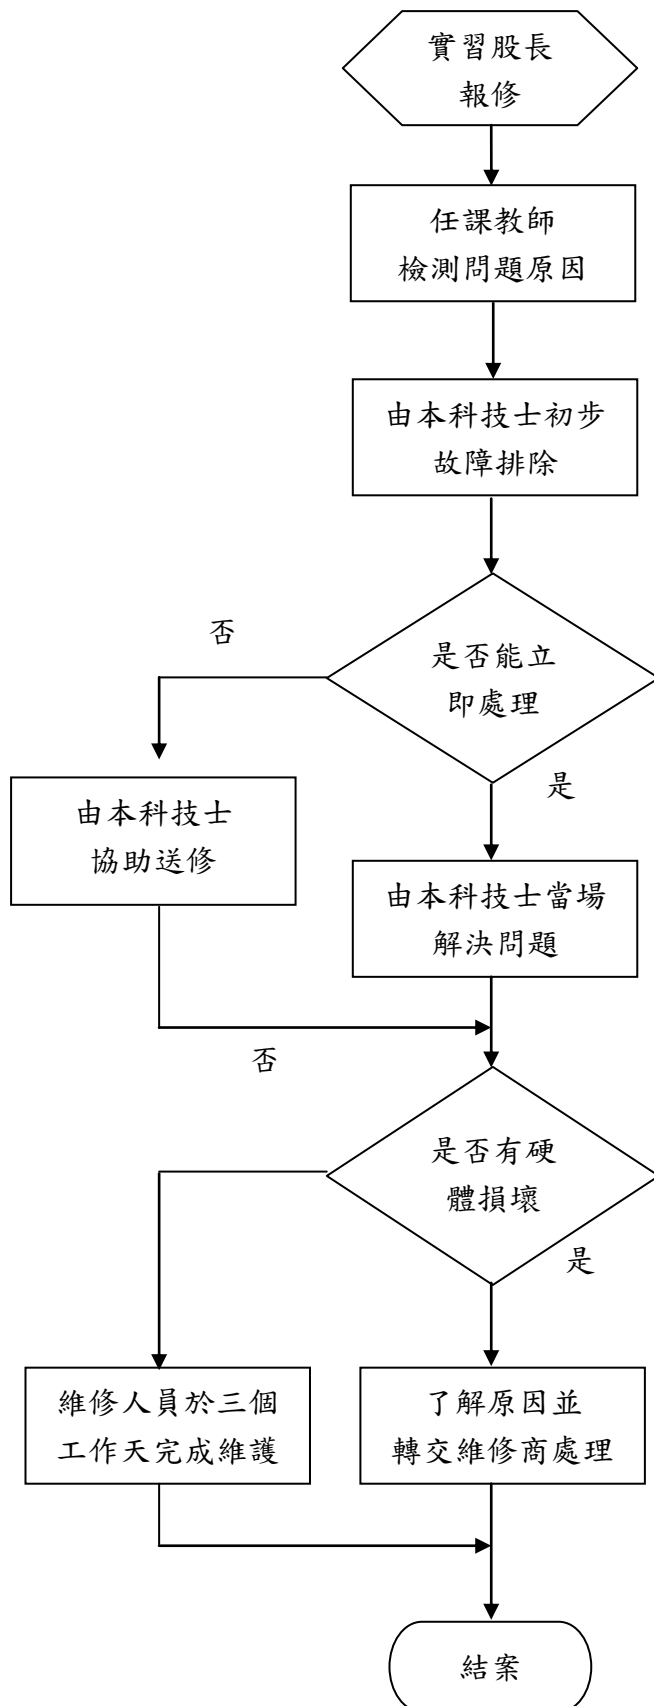 實習股長
報修
任課教師
檢測問題原因
由本科技士初步
故障排除
否
是否能立
即處理
是
由本科技士
協助送修
由本科技士當場
解決問題
否
是否有硬
體損壞
是
維修人員於三個
工作天完成維護
了解原因並
轉交維修商處理
結案